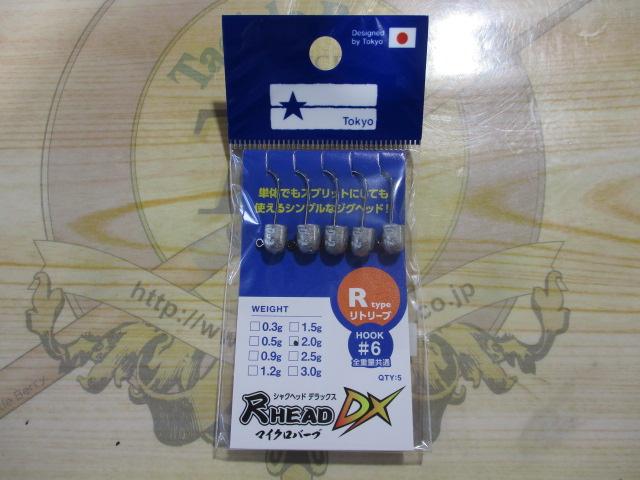 Designed
by Tokyo
Tokyo
単体でもスプリットにしても
使えるシンプルなジグヘッド!
R type
リトリーブ
HOOK
#6
全重量共通
WEIGHT
0.3g 1.5g
0.5g 2.0g
0.9g 2.5g
1.2g 3.0g
QTY:5
シャクヘッド デラックス
RHEAD DX
マイクロバーブ
http://w
co.jp
Berry